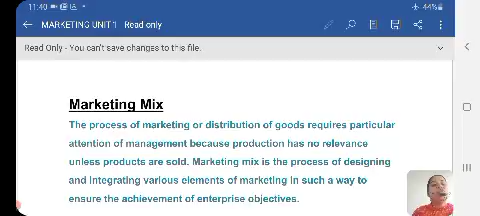 11:40
44%
MARKETING UNIT 1 Read only
Read Only - You can't save changes to this file.
Marketing Mix
The process of marketing or distribution of goods requires particular
attention of management because production has no relevance
unless products are sold. Marketing mix is the process of designing
and integrating various elements of marketing in such a way to
ensure the achievement of enterprise objectives.